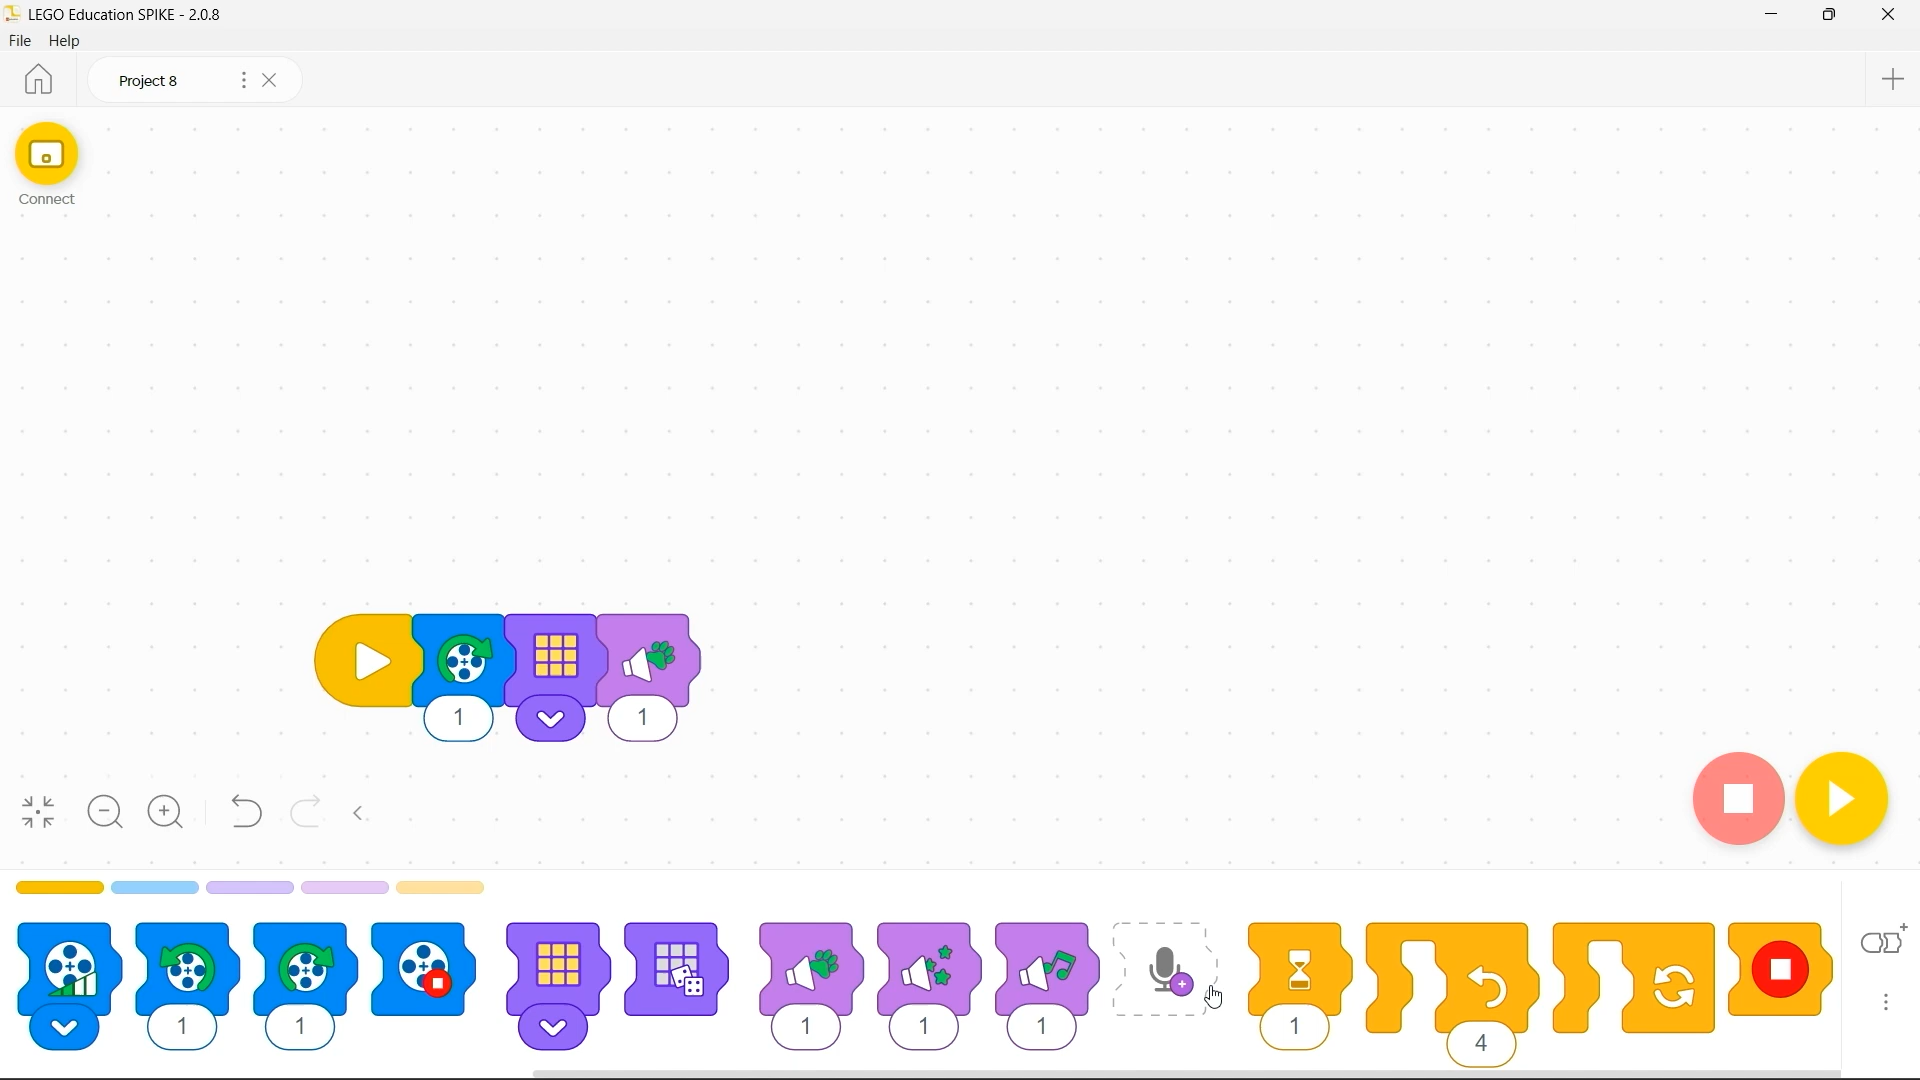 LEGO Education SPIKE - 2.0.8
File Help
Project 8
Connect
1 1
1 1 1 1 1 1 4